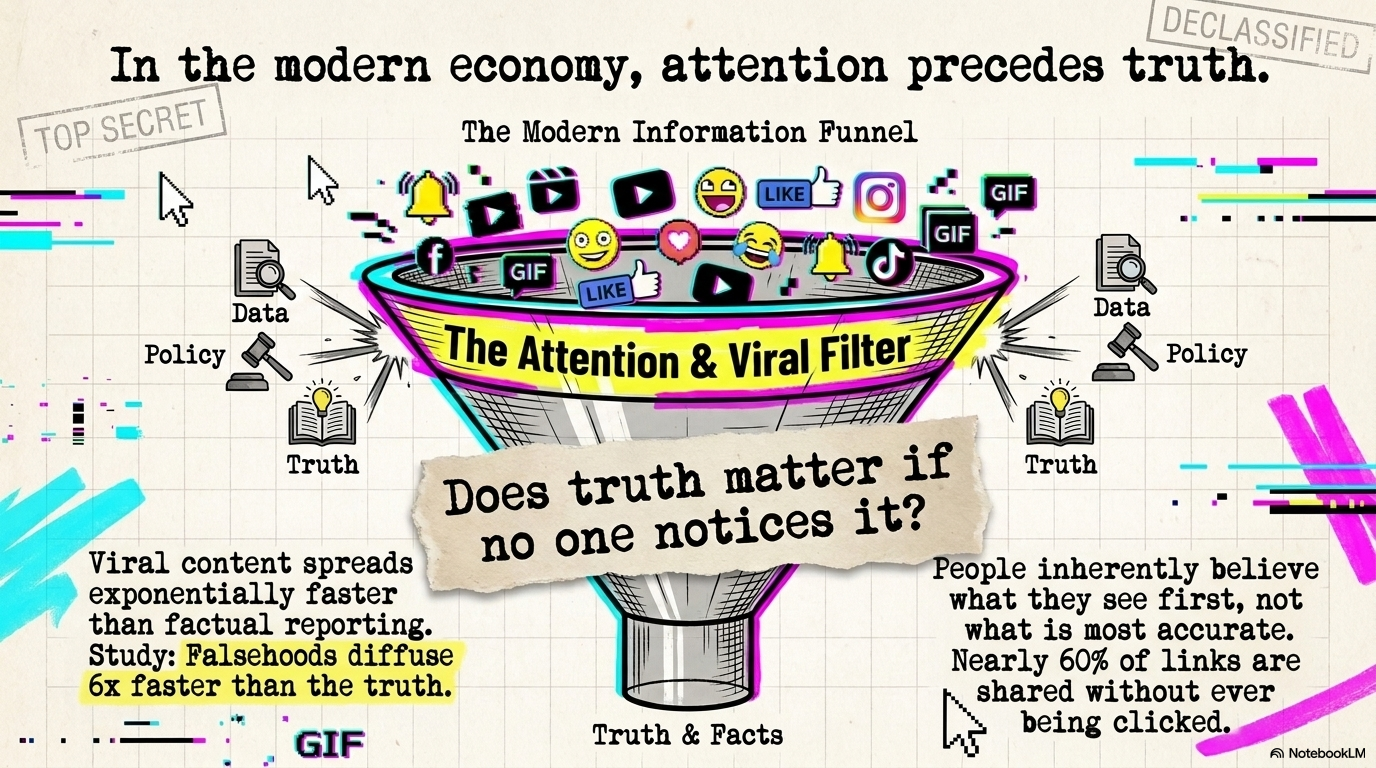 DECLASSIFIED
In the modern economy, attention precedes truth.
TOP SECRET
The Modern Information Funnel
LIKE
GIF
GIF
f
GIF
LIKE
Data
Policy
Truth
Data
Policy
Truth
The Attention & Viral Filter
Does truth matter if
no one notices it?
Viral content spreads
exponentially faster
than factual reporting.
Study: Falsehoods diffuse
6x faster than the truth.
People inherently believe
what they see first, not
what is most accurate.
Nearly 60% of links are
shared without ever
being clicked.
Truth & Facts
GIF
NotebookLM